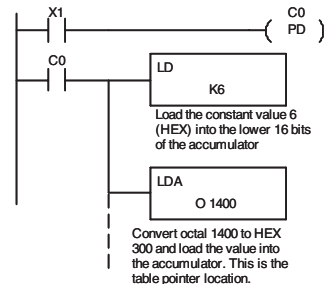 X1
C0
PD
C0
LD
K6
Load the constant value 6
(HEX) into the lower 16 bits
of the accumulator
LDA
O 1400
Convert octal 1400 to HEX
300 and load the value into
the accumulator. This is the
table pointer location.